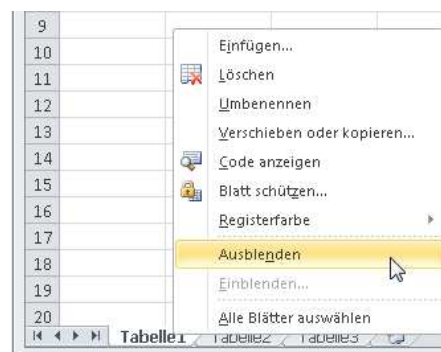 9
10
Einfügen...
11
Löschen
12
Umbenennen
13
Verschieben oder kopieren...
14
Code anzeigen
15
Blatt schützen...
16
Registerfarbe
17
18
Ausblenden
19
Einblenden...
20
Alle Blätter auswählen
Tabelle1 Tabelle2 Tabelle3